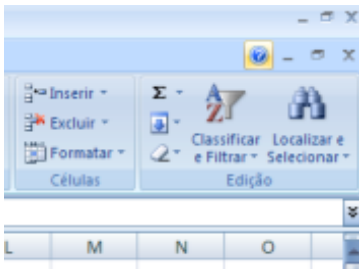 Inserir
Excluir
Formatar
Células
Σ
Classificar e Filtrar
Localizar e Selecionar
Edição
L M N O